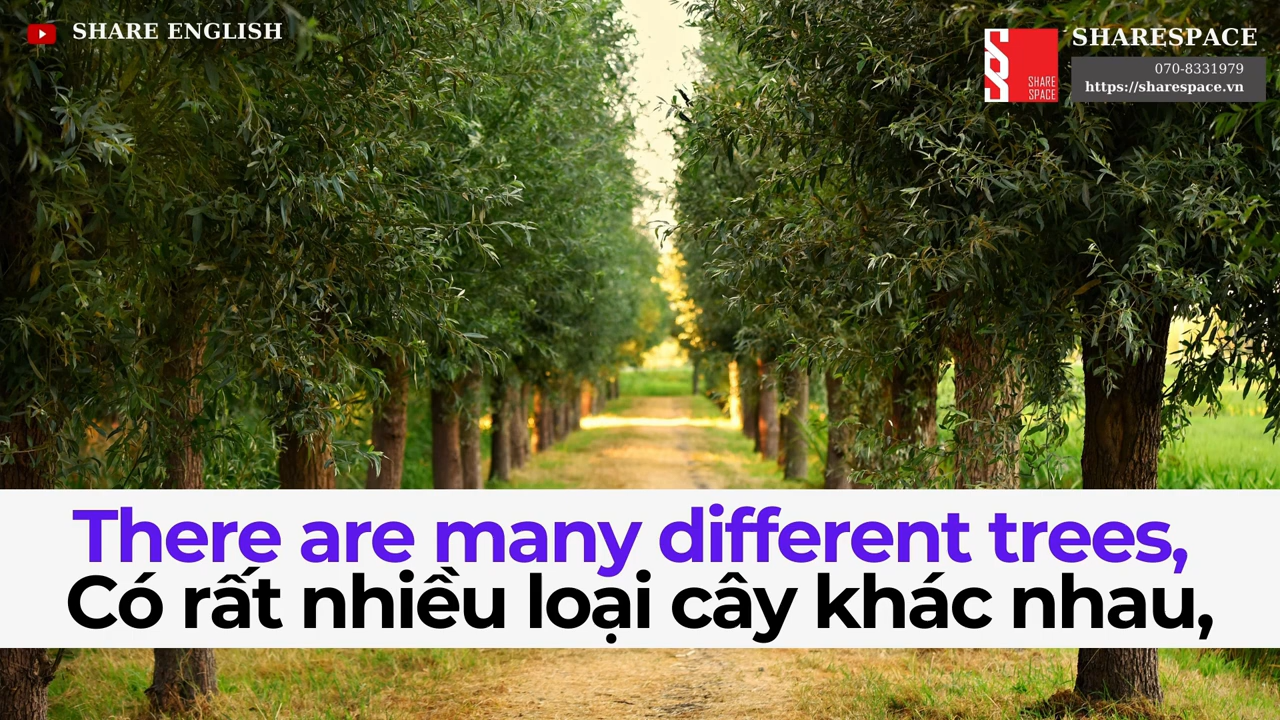 SHARE ENGLISH
SHARESPACE
070-8331979
https://sharespace.vn
SHARE
SPACE
There are many different trees,
Có rất nhiều loại cây khác nhau,